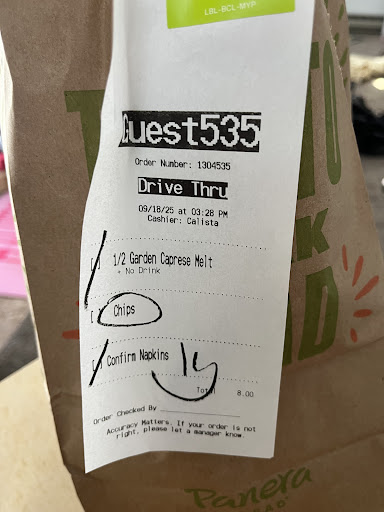 LBL-BCL-MYP
Guest535
Order Number: 1304535
Drive Thru
09/18/25 at 03:28 PM
Cashier: Calista
[ ] 1/2 Garden Caprese Melt
- No Drink
[ ] Chips
[ ] Confirm Napkins
8.00
Order Checked By
Accuracy Matters. If your order is not
right, please let a manager know.
Panera